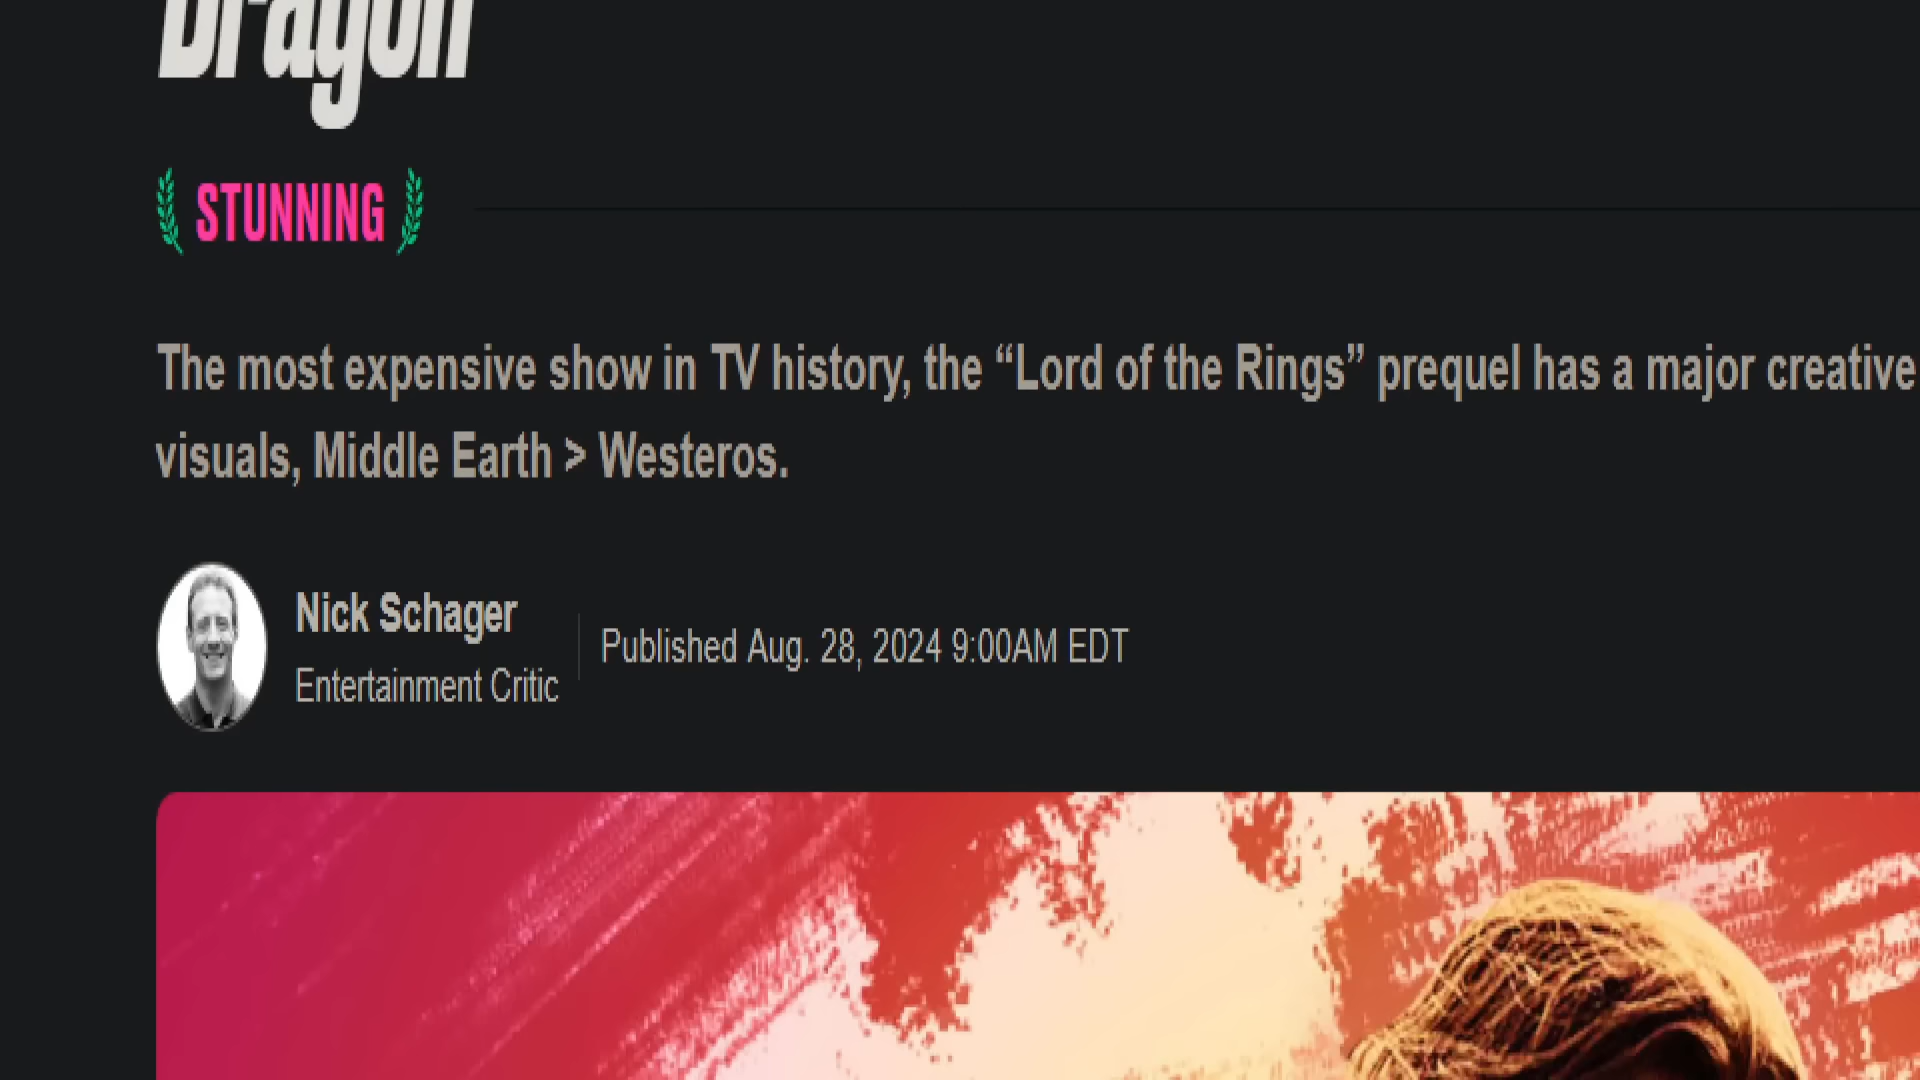 Dragon
STUNNING
The most expensive show in TV history, the “Lord of the Rings” prequel has a major creative
visuals, Middle Earth > Westeros.
Nick Schager
Entertainment Critic
Published Aug. 28, 2024 9:00AM EDT